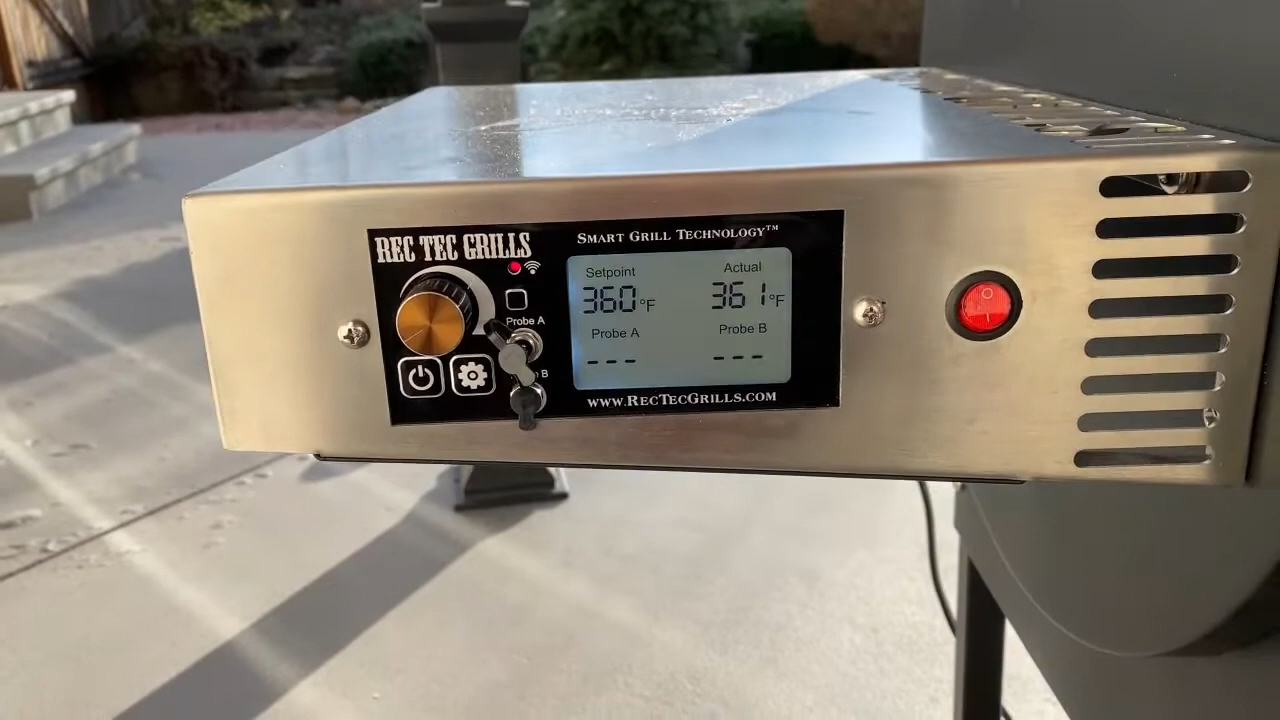 REC TEC GRILLS
SMART GRILL TECHNOLOGY™
Setpoint
Actual
360°F
361°F
Probe A
Probe B
---
---
Probe A
B
WWW.RECTECGRILLS.COM